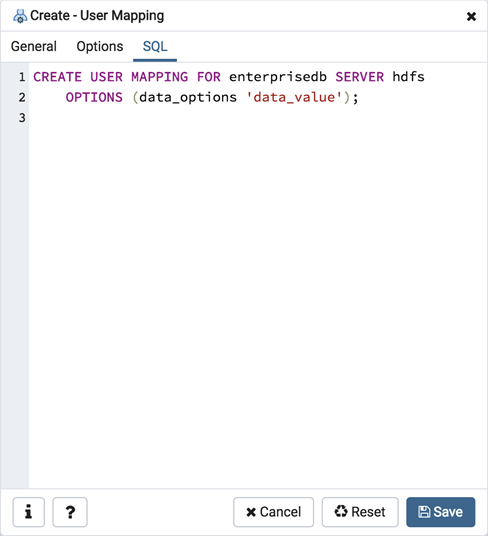 Create - User Mapping
General Options SQL
1 CREATE USER MAPPING FOR enterprisedb SERVER hdfs
2     OPTIONS (data_options 'data_value');
3
i ? Cancel Reset Save